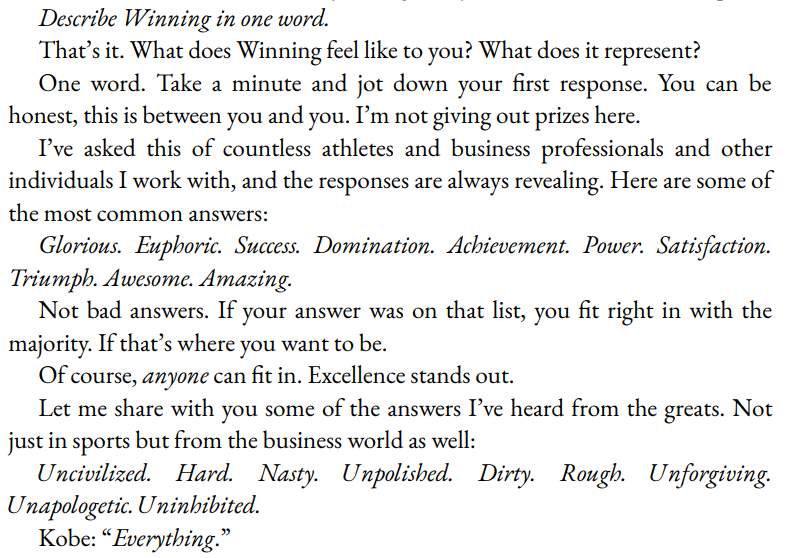 Describe Winning in one word.
That’s it. What does Winning feel like to you? What does it represent?
One word. Take a minute and jot down your first response. You can be
honest, this is between you and you. I’m not giving out prizes here.
I’ve asked this of countless athletes and business professionals and other
individuals I work with, and the responses are always revealing. Here are some of
the most common answers:
Glorious. Euphoric. Success. Domination. Achievement. Power. Satisfaction.
Triumph. Awesome. Amazing.
Not bad answers. If your answer was on that list, you fit right in with the
majority. If that’s where you want to be.
Of course, anyone can fit in. Excellence stands out.
Let me share with you some of the answers I’ve heard from the greats. Not
just in sports but from the business world as well:
Uncivilized. Hard. Nasty. Unpolished. Dirty. Rough. Unforgiving.
Unapologetic. Uninhibited.
Kobe: “Everything.”